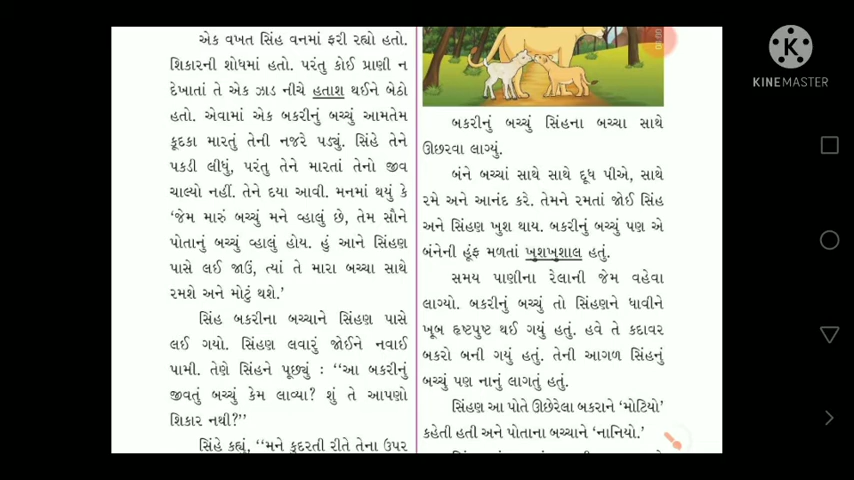 એક વખત સિંહ વનમાં ફરી રહ્યો હતો.
શિકારની શોધમાં હતો. પરંતુ કોઈ પ્રાણી ન
દેખાતાં તે એક ઝાડ નીચે હતાશ થઈને બેઠો
હતો. એવામાં એક બકરીનું બચ્ચું આમતેમ
કૂદકા મારતું તેની નજરે પડ્યું. સિંહે તેને
પકડી લીધું, પરંતુ તેને મારતાં તેનો જીવ
ચાલ્યો નહીં. તેને દયા આવી. મનમાં થયું કે
‘જેમ મારું બચ્ચું મને વ્હાલું છે, તેમ સૌને
પોતાનું બચ્ચું વ્હાલું હોય. હું આને સિંહણ
પાસે લઈ જાઉં, ત્યાં તે મારા બચ્ચા સાથે
રમશે અને મોટું થશે.’
સિંહ બકરીના બચ્ચાને સિંહણ પાસે
લઈ ગયો. સિંહણ લવારું જોઈને નવાઈ
પામી. તેણે સિંહને પૂછ્યું : ‘‘આ બકરીનું
જીવતું બચ્ચું કેમ લાવ્યા? શું તે આપણો
શિકાર નથી?’’
સિંહે કહ્યું, ‘‘મને કુદરતી રીતે તેના ઉપર
બકરીનું બચ્ચું સિંહના બચ્ચા સાથે
ઊછરવા લાગ્યું.
બંને બચ્ચાં સાથે સાથે દૂધ પીએ, સાથે
રમે અને આનંદ કરે. તેમને રમતાં જોઈ સિંહ
અને સિંહણ ખુશ થાય. બકરીનું બચ્ચું પણ એ
બંનેની હૂંફ મળતાં ખુશખુશાલ હતું.
સમય પાણીના રેલાની જેમ વહેવા
લાગ્યો. બકરીનું બચ્ચું તો સિંહણને ધાવીને
ખૂબ હૃષ્ટપુષ્ટ થઈ ગયું હતું. હવે તે કદાવર
બકરો બની ગયું હતું. તેની આગળ સિંહનું
બચ્ચું પણ નાનું લાગતું હતું.
સિંહણ આ પોતે ઊછેરેલા બકરાને ‘મોટિયો’
કહેતી હતી અને પોતાના બચ્ચાને ‘નાનિયો.’
K
KINEMASTER